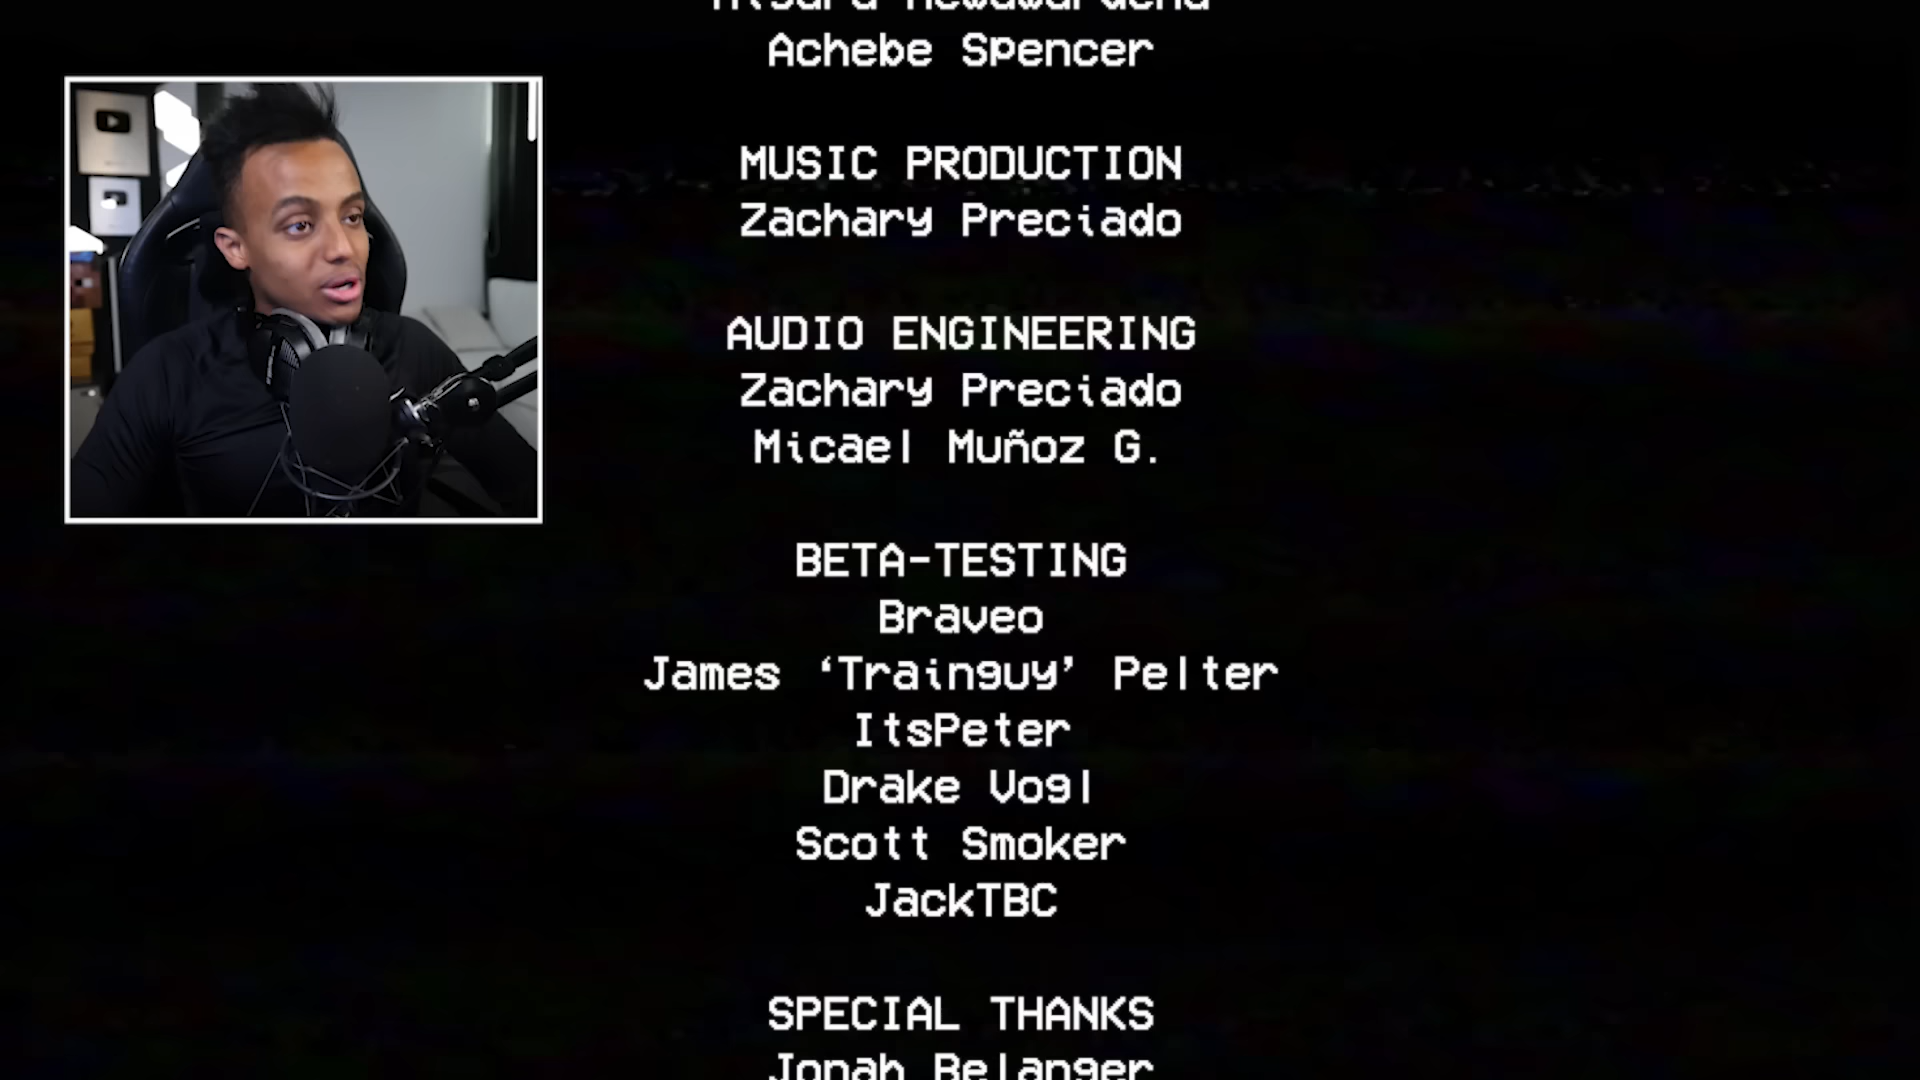 Achebe Spencer
MUSIC PRODUCTION
Zachary Preciado
AUDIO ENGINEERING
Zachary Preciado
Micael Muñoz G.
BETA-TESTING
Braveo
James ‘Trainguy’ Pelter
ItsPeter
Drake Vogl
Scott Smoker
JackTBC
SPECIAL THANKS
Jonah Belanger